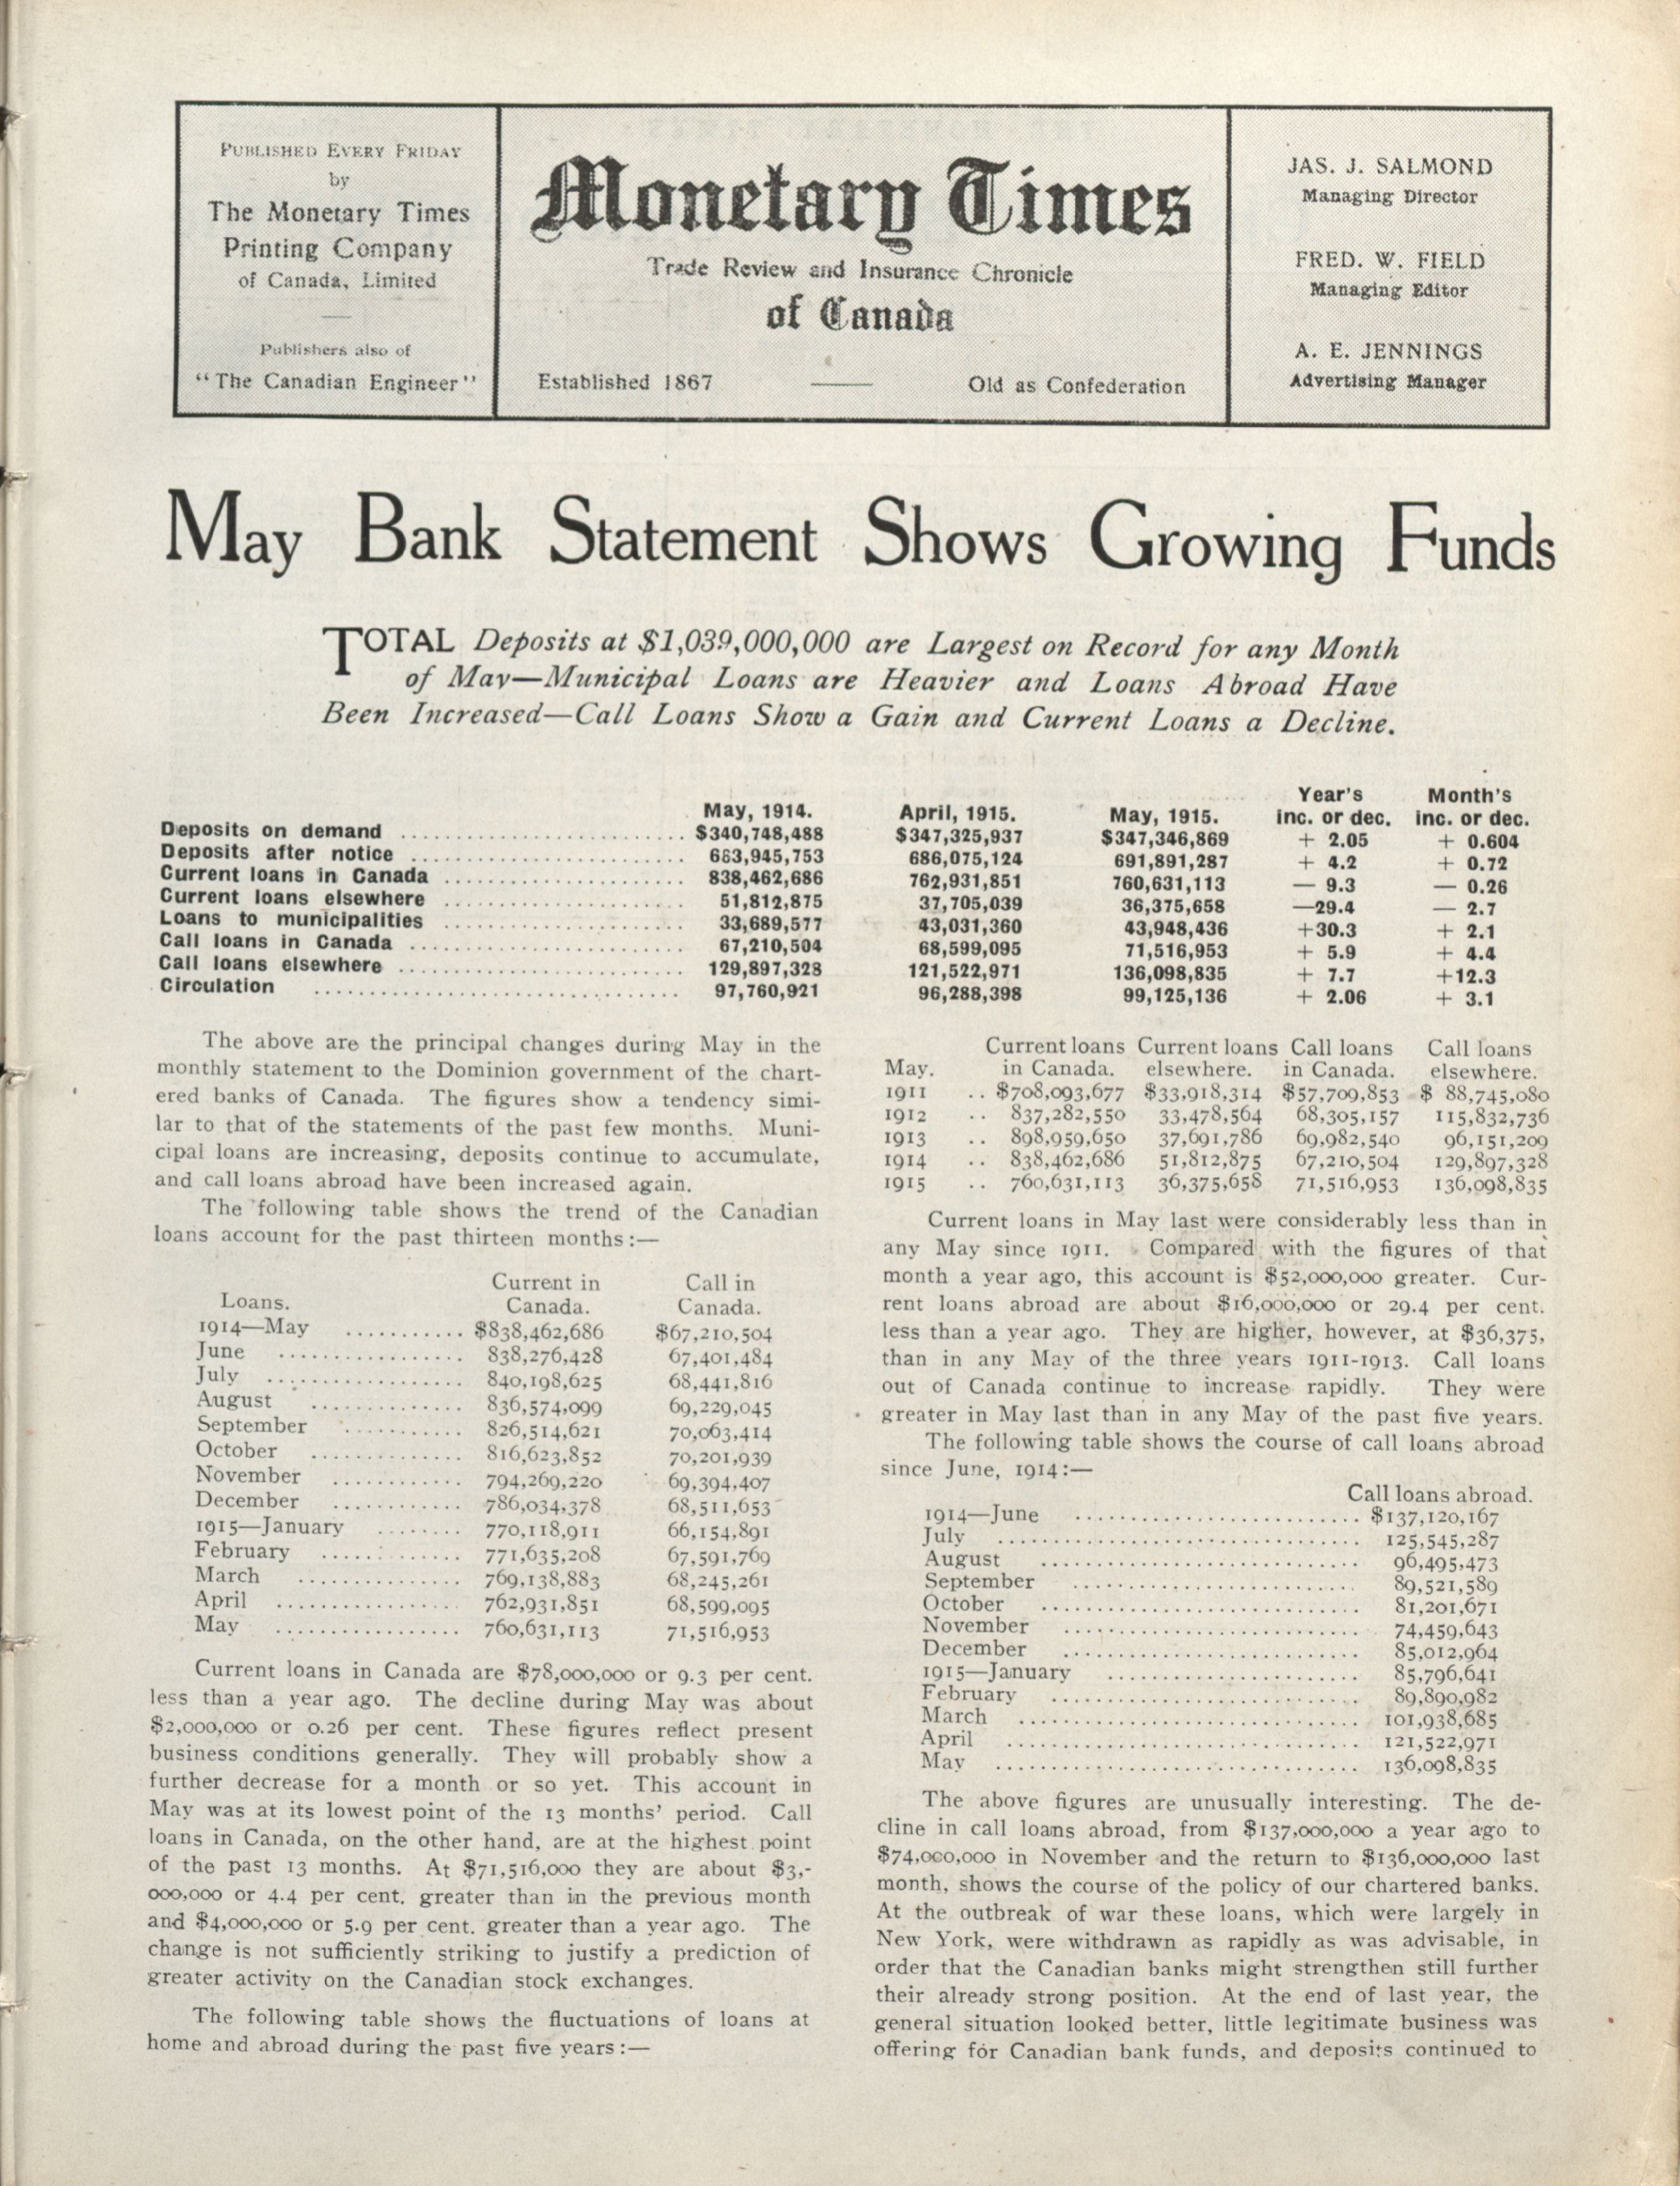 PUBLISHED EVERY FRIDAY
by
The Monetary Times
Printing Company
of Canada, Limited
Publishers also of
"The Canadian Engineer"
Monetary Times
Trade Review and Insurance Chronicle
of Canada
Established 1867
Old as Confederation
JAS. J. SALMOND
Managing Director
FRED. W. FIELD
Managing Editor
A. E. JENNINGS
Advertising Manager
May Bank Statement Shows Growing Funds
TOTAL Deposits at $1,039,000,000 are Largest on Record for any Month
of May—Municipal Loans are Heavier and Loans Abroad Have
Been Increased—Call Loans Show a Gain and Current Loans a Decline.
Year's Month's
May, 1914. April, 1915. May, 1915. inc. or dec. inc. or dec.
Deposits on demand ........................ $340,748,488 $347,325,937 $347,346,869 + 2.05 + 0.604
Deposits after notice ........................ 663,945,753 686,075,124 691,891,287 + 4.2 + 0.72
Current loans in Canada ..................... 838,462,686 762,931,851 760,631,113 — 9.3 — 0.26
Current loans elsewhere ..................... 51,812,875 37,705,039 36,375,658 —29.4 — 2.7
Loans to municipalities ..................... 33,689,577 43,031,360 43,948,436 +30.3 + 2.1
Call loans in Canada ........................ 67,210,504 68,599,095 71,516,953 + 5.9 + 4.4
Call loans elsewhere ......................... 129,897,328 121,522,971 136,098,835 + 7.7 +12.3
Circulation ................................ 97,760,921 96,288,398 99,125,136 + 2.06 + 3.1
The above are the principal changes during May in the
monthly statement to the Dominion government of the chart-
ered banks of Canada. The figures show a tendency simi-
lar to that of the statements of the past few months. Muni-
cipal loans are increasing, deposits continue to accumulate,
and call loans abroad have been increased again.
The following table shows the trend of the Canadian
loans account for the past thirteen months:—
Current in Call in
Loans. Canada. Canada.
1914—May ........... $838,462,686 $67,210,504
June ................. 838,276,428 67,401,484
July .................. 840,198,625 68,441,816
August .............. 836,574,099 69,229,045
September ........... 826,514,621 70,063,414
October .............. 816,623,852 70,201,939
November ............ 794,269,220 69,394,407
December ............ 786,034,378 68,511,653
1915—January ........ 770,118,911 66,154,891
February ............. 771,635,208 67,591,769
March ............... 769,138,883 68,245,261
April ................. 762,931,851 68,599,095
May ................. 760,631,113 71,516,953
Current loans in Canada are $78,000,000 or 9.3 per cent.
less than a year ago. The decline during May was about
$2,000,000 or 0.26 per cent. These figures reflect present
business conditions generally. They will probably show a
further decrease for a month or so yet. This account in
May was at its lowest point of the 13 months' period. Call
loans in Canada, on the other hand, are at the highest point
of the past 13 months. At $71,516,000 they are about $3,-
000,000 or 4.4 per cent. greater than in the previous month
and $4,000,000 or 5.9 per cent. greater than a year ago. The
change is not sufficiently striking to justify a prediction of
greater activity on the Canadian stock exchanges.
The following table shows the fluctuations of loans at
home and abroad during the past five years:—
Current loans Current loans Call loans Call loans
May. in Canada. elsewhere. in Canada. elsewhere.
1911 .. $708,093,677 $33,918,314 $57,709,853 $ 88,745,080
1912 .. 837,282,550 33,478,564 68,305,157 115,832,736
1913 .. 898,959,650 37,691,786 69,982,540 96,151,209
1914 .. 838,462,686 51,812,875 67,210,504 129,897,328
1915 .. 760,631,113 36,375,658 71,516,953 136,098,835
Current loans in May last were considerably less than in
any May since 1911. Compared with the figures of that
month a year ago, this account is $52,000,000 greater. Cur-
rent loans abroad are about $16,000,000 or 29.4 per cent.
less than a year ago. They are higher, however, at $36,375,
than in any May of the three years 1911-1913. Call loans
out of Canada continue to increase rapidly. They were
greater in May last than in any May of the past five years.
The following table shows the course of call loans abroad
since June, 1914:—
Call loans abroad.
1914—June .......................... $137,120,167
July .................................. 125,545,287
August ............................. 96,495,473
September ......................... 89,521,589
October ............................. 81,201,671
November ........................... 74,459,643
December ........................... 85,012,964
1915—January ....................... 85,796,641
February ............................ 89,890,982
March ............................... 101,938,685
April ................................ 121,522,971
May ................................. 136,098,835
The above figures are unusually interesting. The de-
cline in call loans abroad, from $137,000,000 a year ago to
$74,000,000 in November and the return to $136,000,000 last
month, shows the course of the policy of our chartered banks.
At the outbreak of war these loans, which were largely in
New York, were withdrawn as rapidly as was advisable, in
order that the Canadian banks might strengthen still further
their already strong position. At the end of last year, the
general situation looked better, little legitimate business was
offering for Canadian bank funds, and deposits continued to